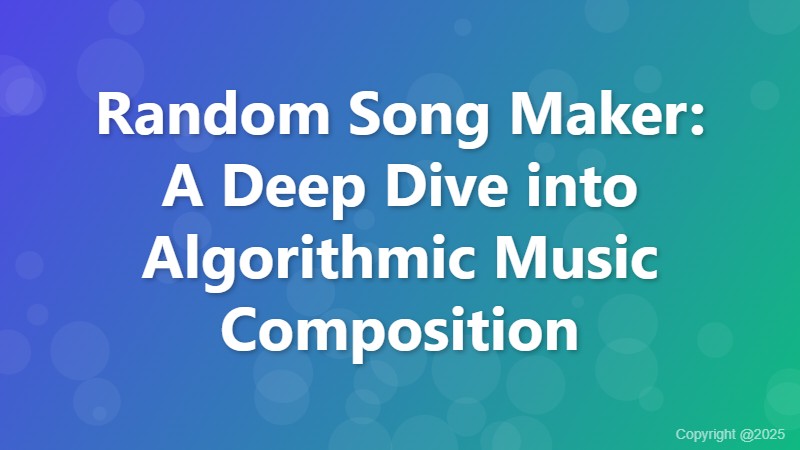 Random Song Maker:
A Deep Dive into
Algorithmic Music
Composition
Copyright @2025